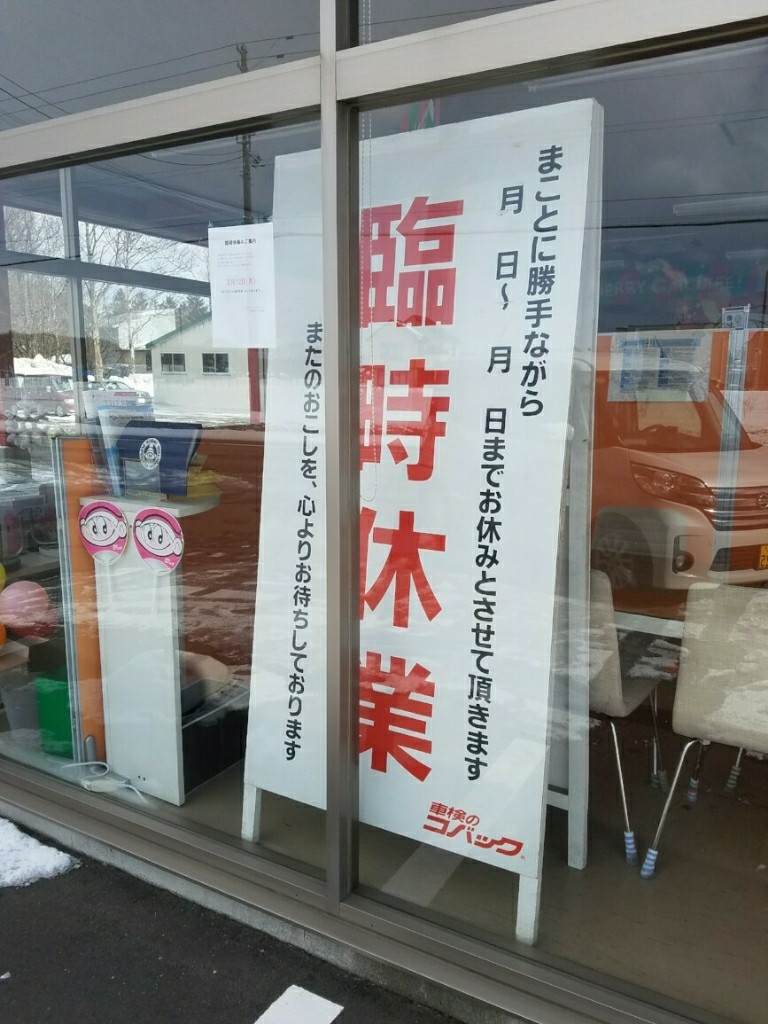 まことに勝手ながら
月 日〜 月 日までお休みとさせて頂きます
臨時休業
またのおこしを、心よりお待ちしております
車検の
コバック